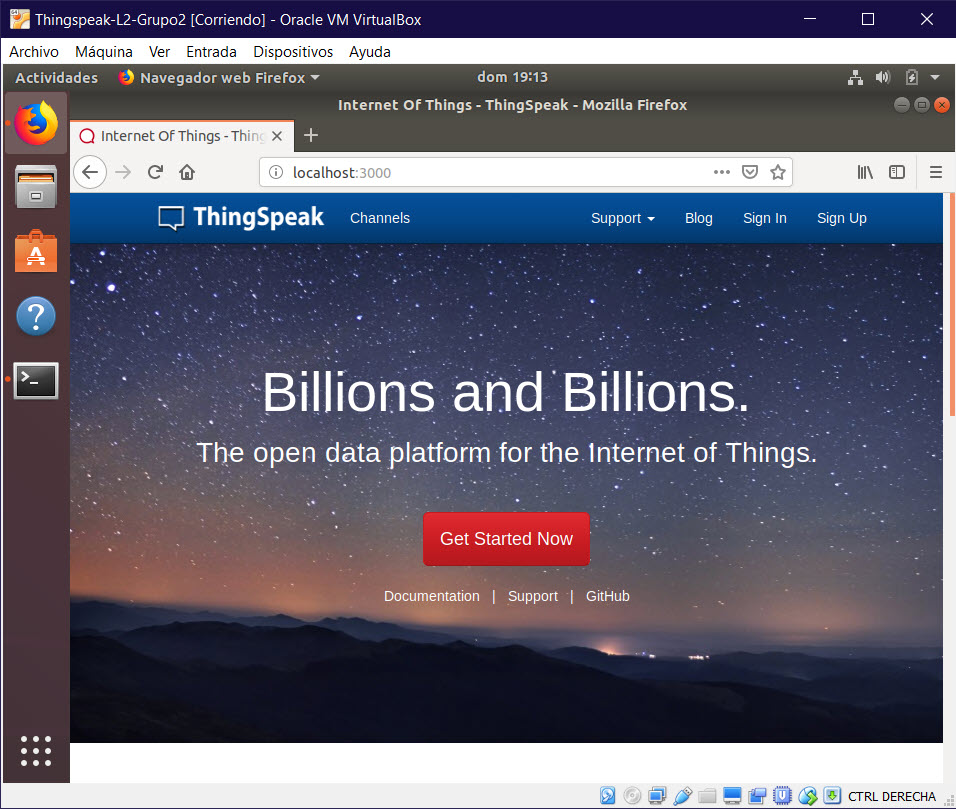 Thingspeak-L2-Grupo2 [Corriendo] - Oracle VM VirtualBox
Archivo Máquina Ver Entrada Dispositivos Ayuda
Actividades Navegador web Firefox dom 19:13
Internet Of Things - ThingSpeak - Mozilla Firefox
Internet Of Things - Thing
localhost:3000
ThingSpeak Channels Support Blog Sign In Sign Up
Billions and Billions.
The open data platform for the Internet of Things.
Get Started Now
Documentation | Support | GitHub
CTRL DERECHA